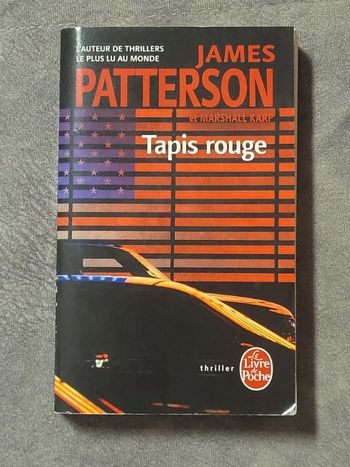 L'AUTEUR DE THRILLERS
LE PLUS LU AU MONDE
JAMES
PATTERSON
et MARSHALL KARP
Tapis rouge
thriller
Le
Livre
de
Poche